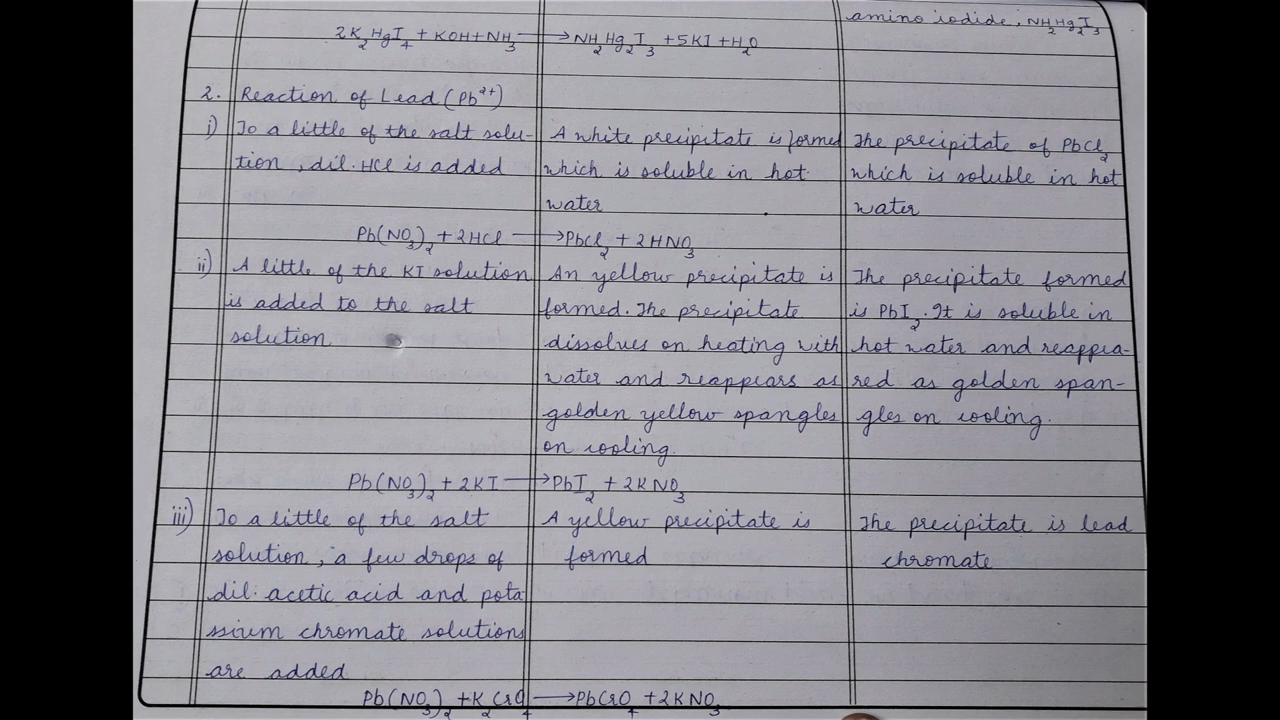 amino iodide, NH₂Hg₂I₃
2K₂HgI₄ + KOH + NH₃ ⟶ NH₂Hg₂I₃ + 5KI + H₂O
2. Reaction of Lead (Pb²⁺)
i) To a little of the salt solu-
tion, dil. HCl is added
A white precipitate is formed
which is soluble in hot
water
The precipitate of PbCl₂
which is soluble in hot
water
Pb(NO₃)₂ + 2HCl ⟶ PbCl₂ + 2HNO₃
ii) A little of the KI solution
is added to the salt
solution
An yellow precipitate is
formed. The precipitate
dissolves on heating with
water and reappears as
golden yellow spangles
on cooling.
The precipitate formed
is PbI₂. It is soluble in
hot water and reappea-
red as golden span-
gles on cooling.
Pb(NO₃)₂ + 2KI ⟶ PbI₂ + 2KNO₃
iii) To a little of the salt
solution, a few drops of
dil. acetic acid and pota
ssium chromate solutions
are added
A yellow precipitate is
formed
The precipitate is lead
chromate
Pb(NO₃)₂ + K₂CrO₄ ⟶ PbCrO₄ + 2KNO₃